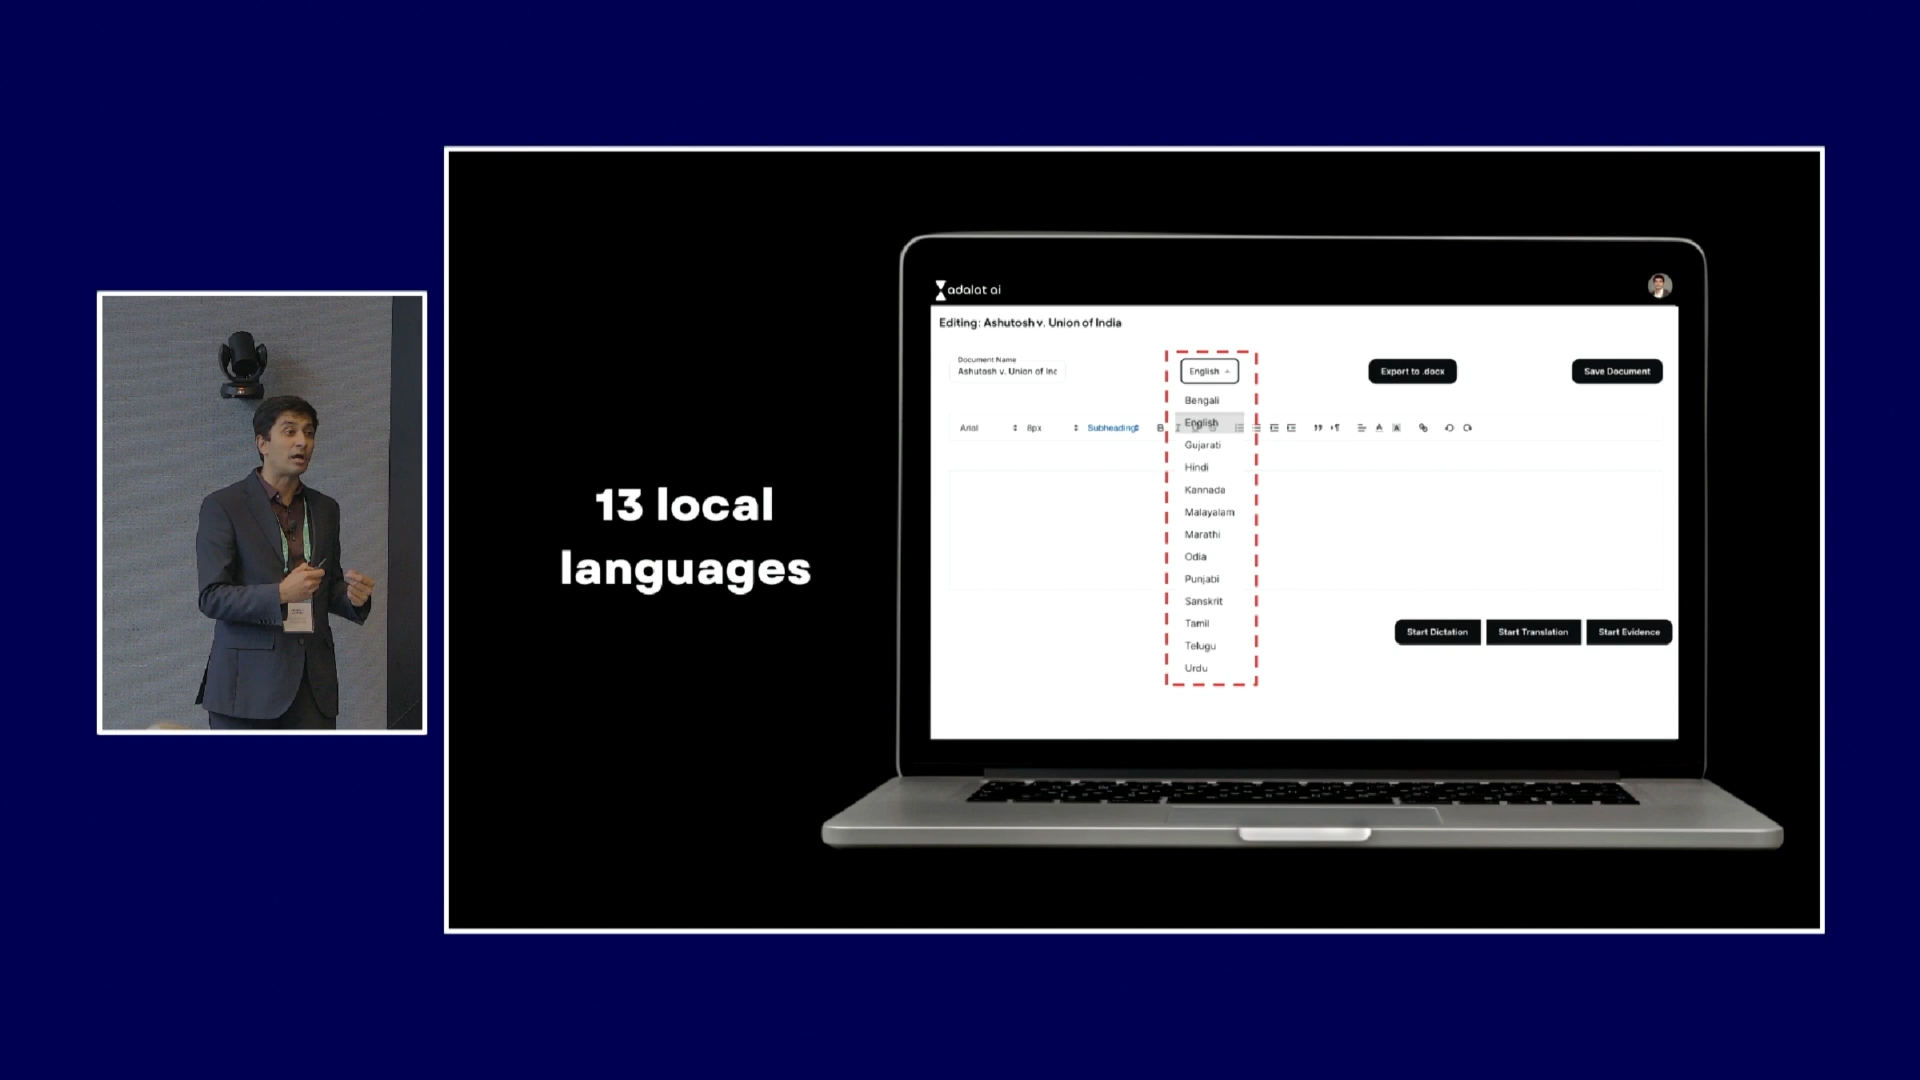 13 local
languages
adalat ai
Editing: Ashutosh v. Union of India
Document Name
Ashutosh v. Union of Inc
English
Export to .docx
Save Document
Arial
8px
Subheading
B
Bengali
English
Gujarati
Hindi
Kannada
Malayalam
Marathi
Odia
Punjabi
Sanskrit
Tamil
Telugu
Urdu
Start Dictation
Start Translation
Start Evidence